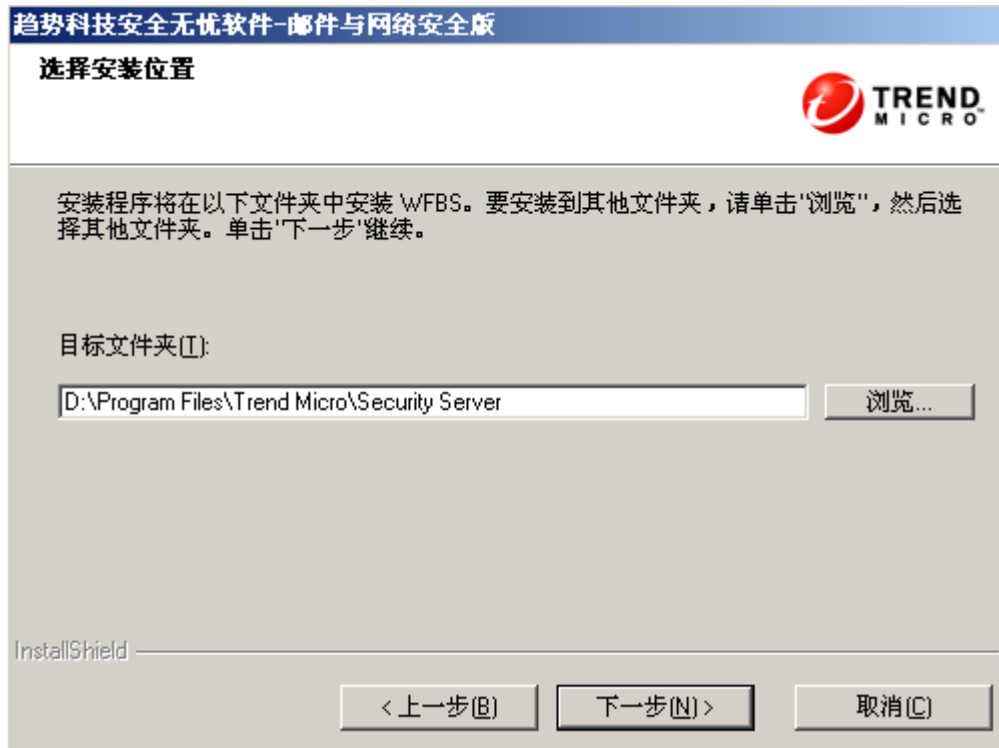 趋势科技安全无忧软件-邮件与网络安全版
选择安装位置
TREND
MICRO
安装程序将在以下文件夹中安装 WFBS。要安装到其他文件夹，请单击"浏览"，然后选
择其他文件夹。单击"下一步"继续。
目标文件夹(T):
D:\Program Files\Trend Micro\Security Server
浏览...
InstallShield
< 上一步(B)
下一步(N) >
取消(C)